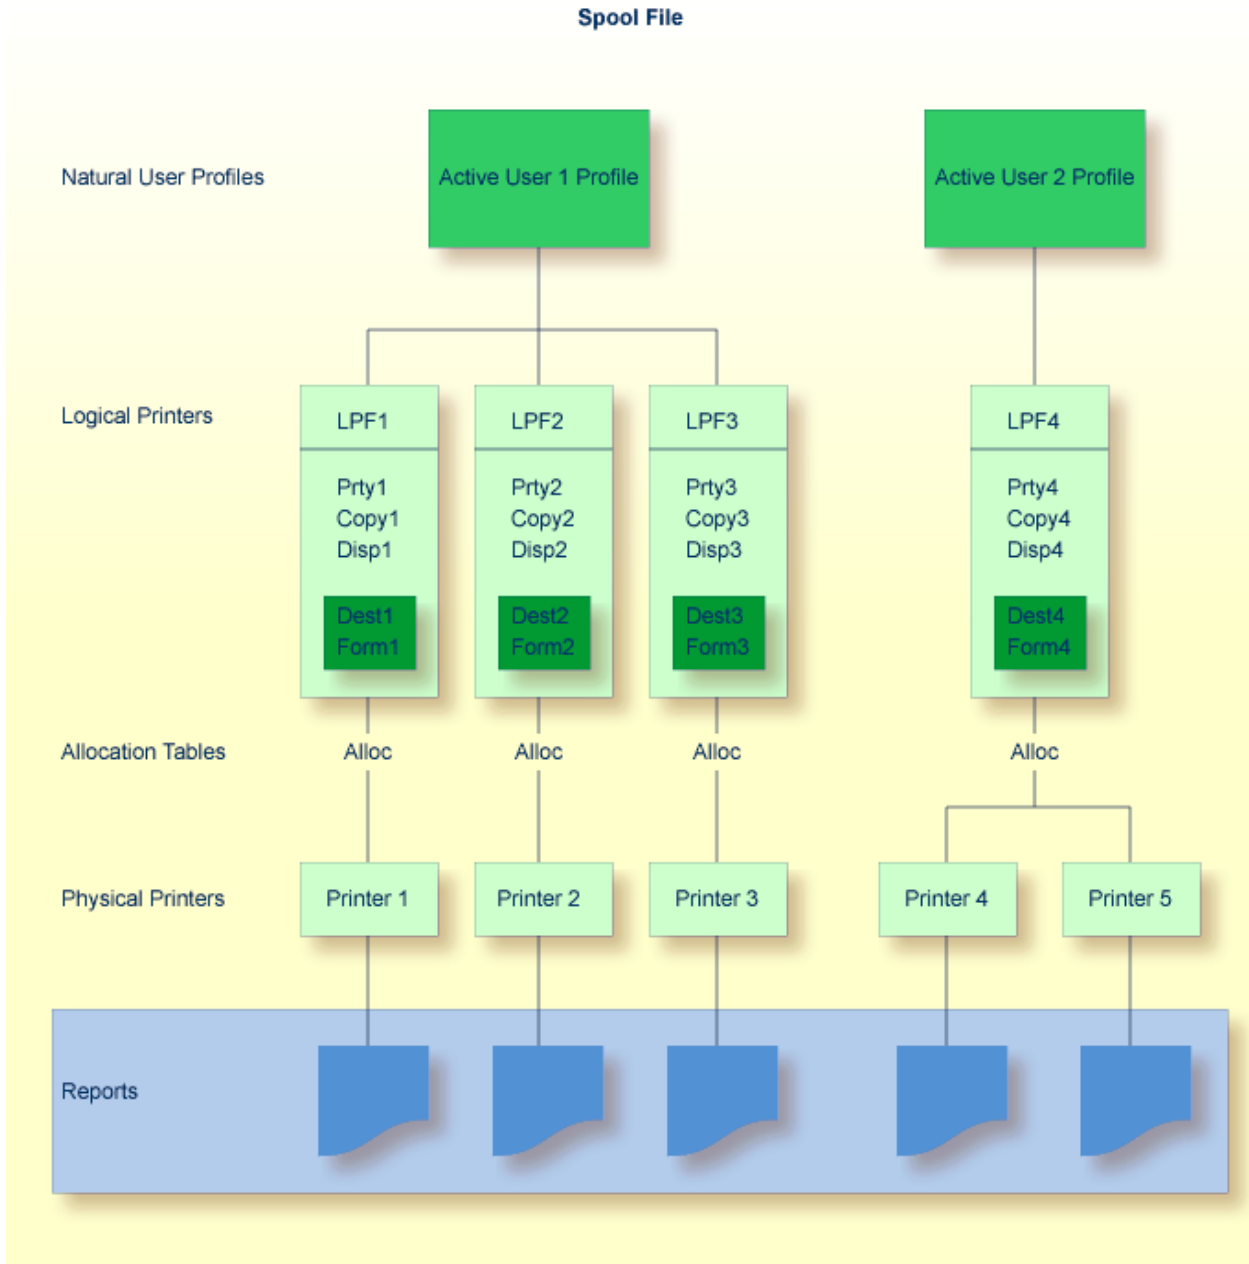 Spool File
Natural User Profiles
Active User 1 Profile
Active User 2 Profile
Logical Printers
LPF1
Prty1
Copy1
Disp1
Dest1
Form1
LPF2
Prty2
Copy2
Disp2
Dest2
Form2
LPF3
Prty3
Copy3
Disp3
Dest3
Form3
LPF4
Prty4
Copy4
Disp4
Dest4
Form4
Allocation Tables
Alloc
Alloc
Alloc
Alloc
Physical Printers
Printer 1
Printer 2
Printer 3
Printer 4
Printer 5
Reports